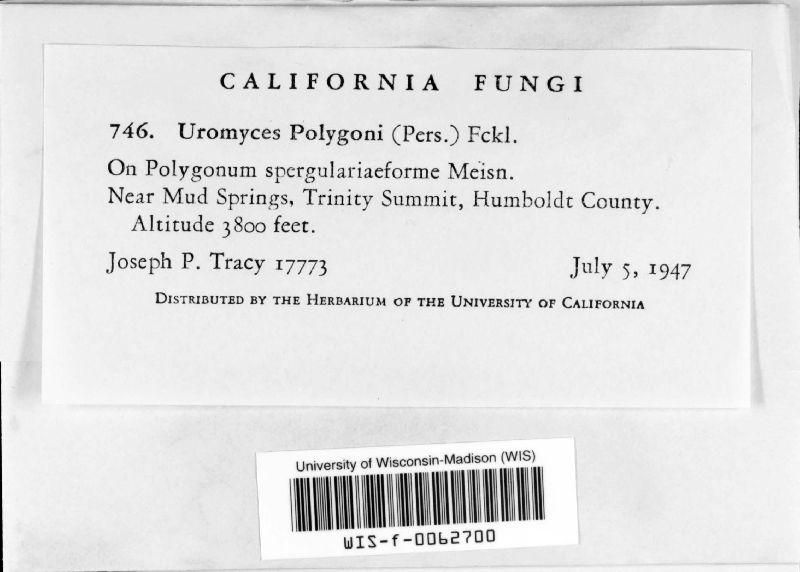 CALIFORNIA FUNGI
746. Uromyces Polygoni (Pers.) Fckl.
On Polygonum spergulariaeforme Meisn.
Near Mud Springs, Trinity Summit, Humboldt County.
Altitude 3800 feet.
Joseph P. Tracy 17773 July 5, 1947
DISTRIBUTED BY THE HERBARIUM OF THE UNIVERSITY OF CALIFORNIA
University of Wisconsin-Madison (WIS)
WIS-f-0062700